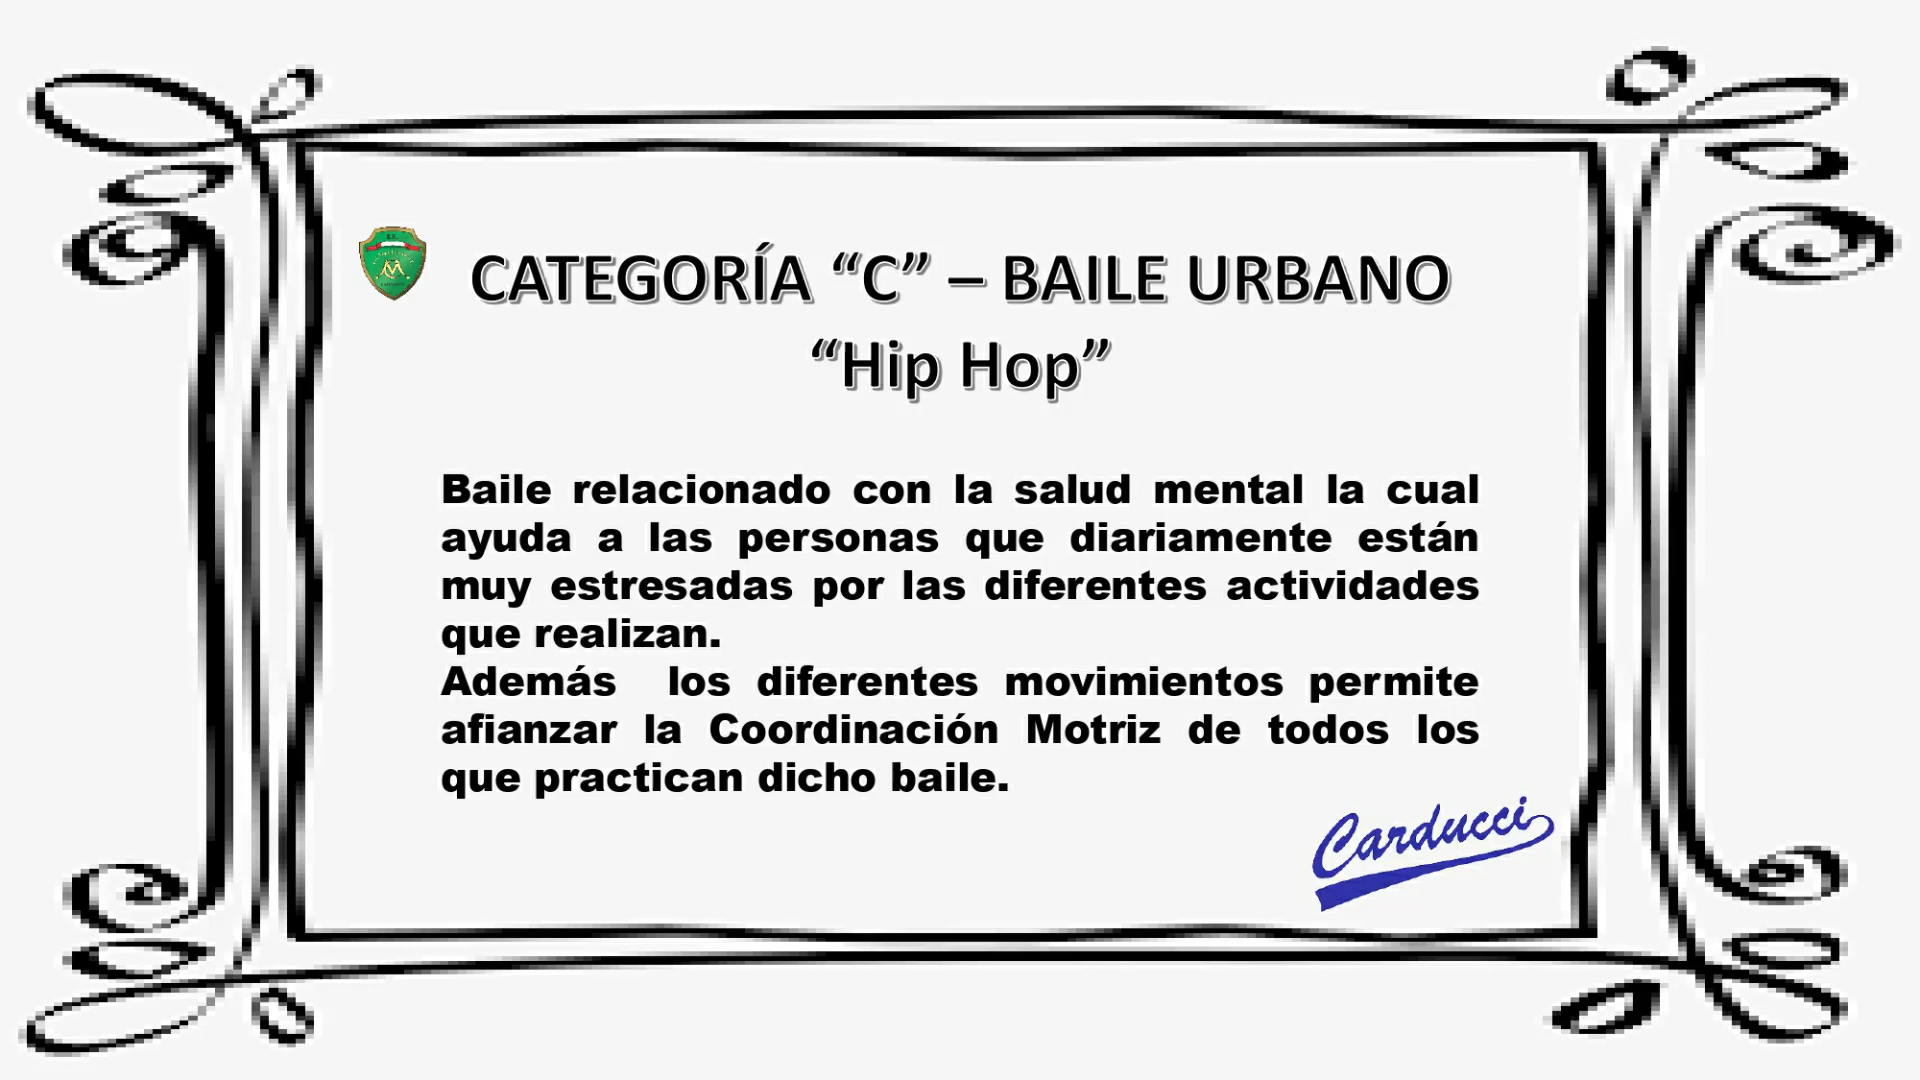 CATEGORÍA “C” – BAILE URBANO
“Hip Hop”
Baile relacionado con la salud mental la cual
ayuda a las personas que diariamente están
muy estresadas por las diferentes actividades
que realizan.
Además los diferentes movimientos permite
afianzar la Coordinación Motriz de todos los
que practican dicho baile.
Carducci